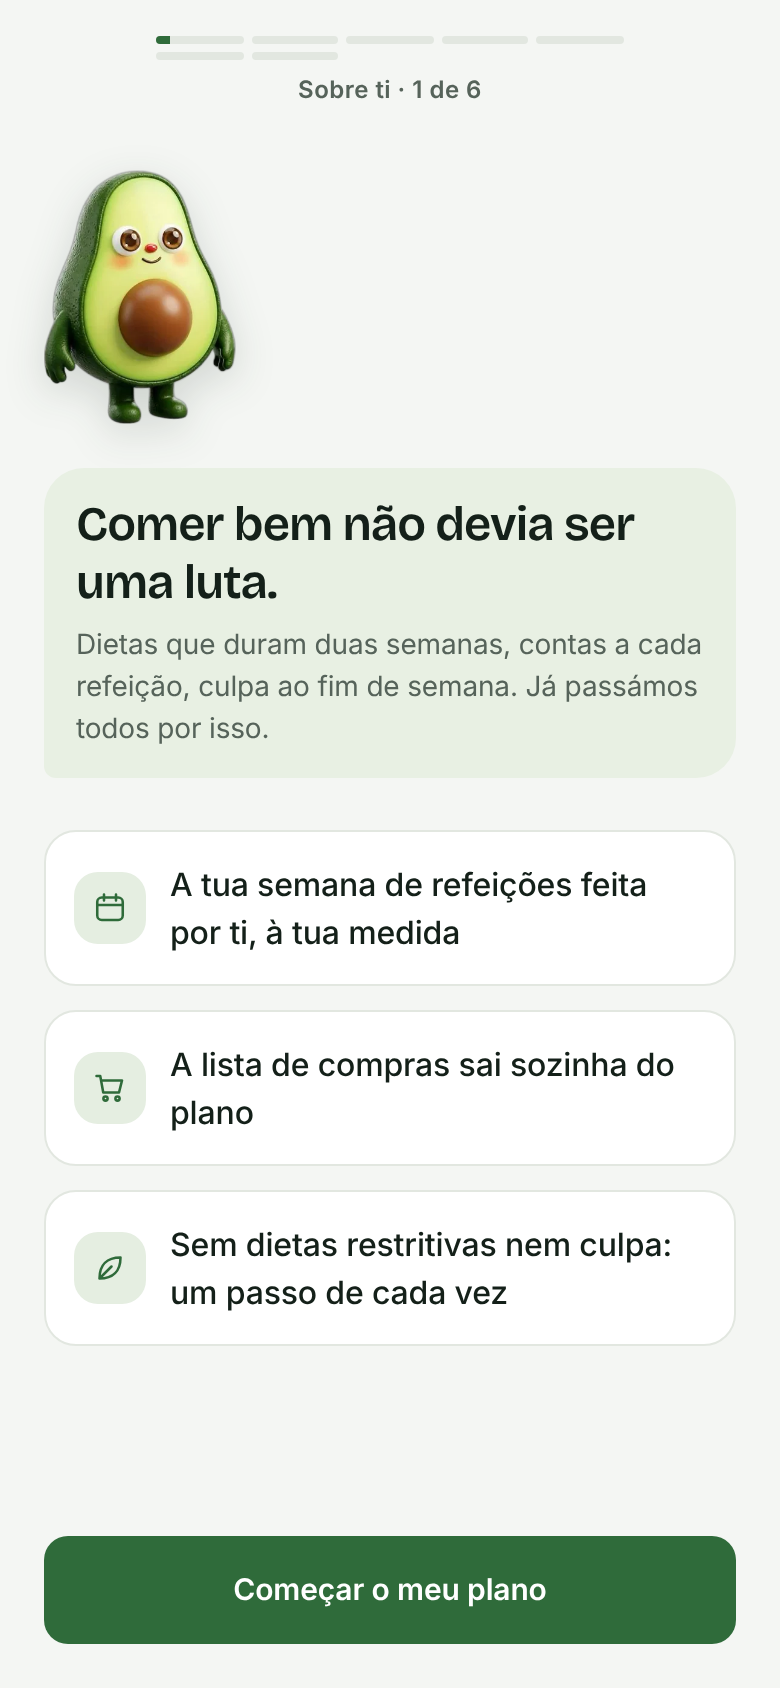 Sobre ti · 1 de 6
Comer bem não devia ser
uma luta.
Dietas que duram duas semanas, contas a cada
refeição, culpa ao fim de semana. Já passámos
todos por isso.
A tua semana de refeições feita
por ti, à tua medida
A lista de compras sai sozinha do
plano
Sem dietas restritivas nem culpa:
um passo de cada vez
Começar o meu plano